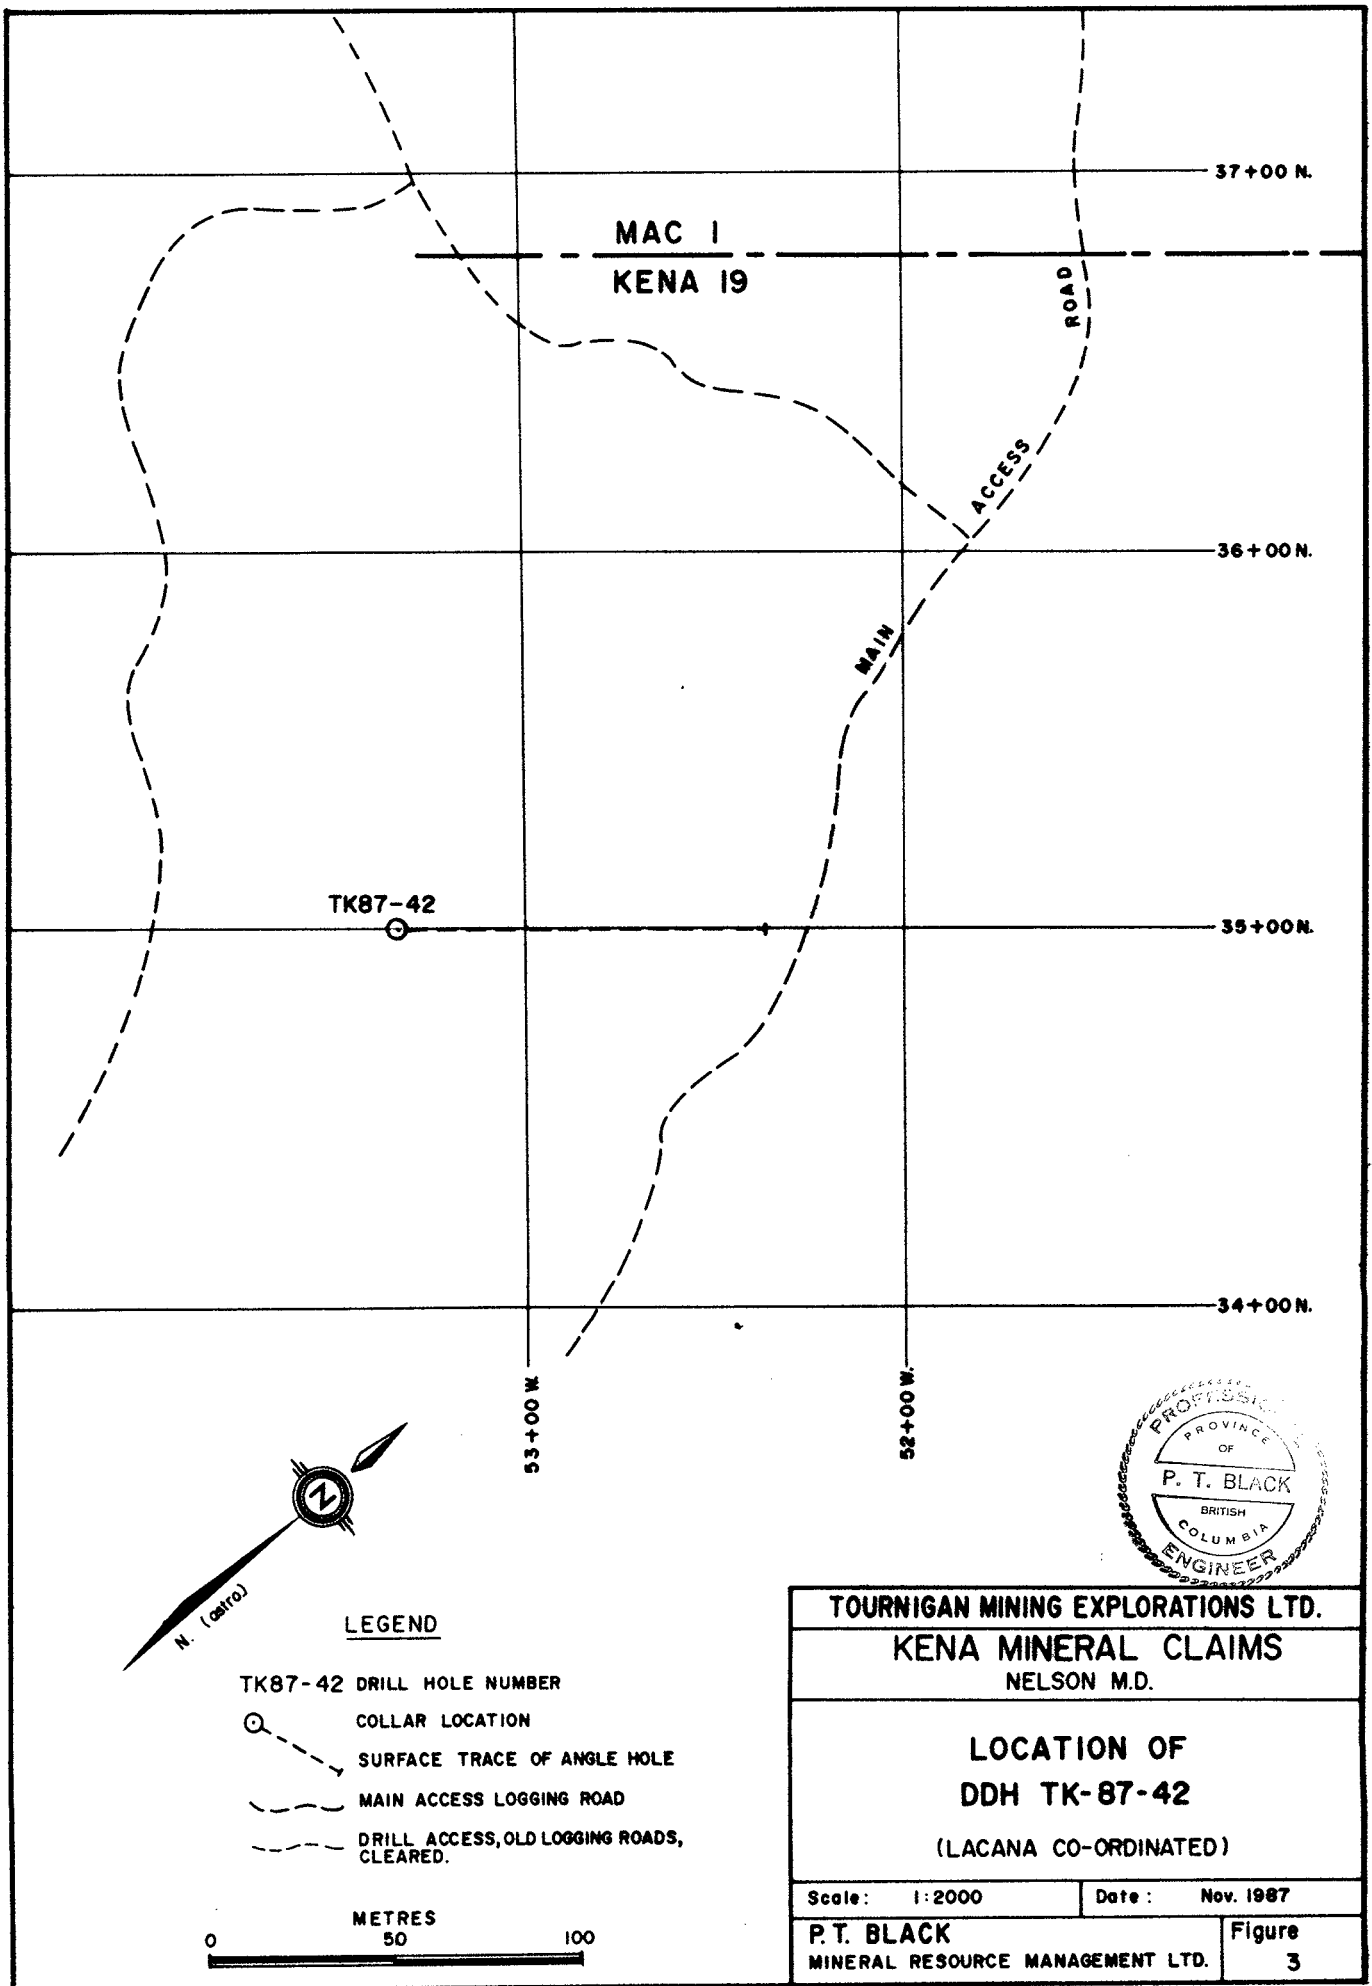 37+00 N.
MAC 1
KENA 19
ROAD
ACCESS
36+00 N.
MAIN
TK87-42
35+00 N.
34+00 N.
53+00 W.
52+00 W.
N
N. (astro)
PROVINCE
OF
P. T. BLACK
BRITISH
COLUMBIA
ENGINEER
LEGEND
TK87-42 DRILL HOLE NUMBER
COLLAR LOCATION
SURFACE TRACE OF ANGLE HOLE
MAIN ACCESS LOGGING ROAD
DRILL ACCESS, OLD LOGGING ROADS,
CLEARED.
METRES
0 50 100
TOURNIGAN MINING EXPLORATIONS LTD.
KENA MINERAL CLAIMS
NELSON M.D.
LOCATION OF
DDH TK-87-42
(LACANA CO-ORDINATED)
Scale: 1:2000
Date: Nov. 1987
P. T. BLACK
MINERAL RESOURCE MANAGEMENT LTD.
Figure
3